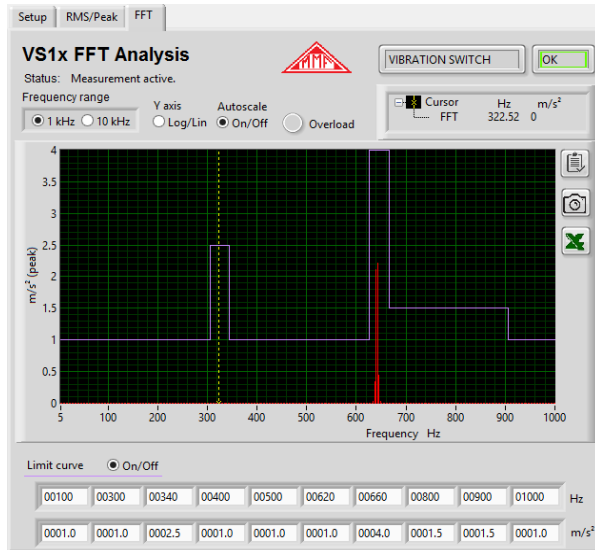 Setup RMS/Peak FFT
VS1x FFT Analysis
MMF
VIBRATION SWITCH OK
Status: Measurement active.
Frequency range
1 kHz 10 kHz
Y axis
Log/Lin
Autoscale
On/Off
Overload
Cursor Hz m/s²
FFT 322.52 0
4
3.5
3
2.5
2
1.5
1
0.5
0
m/s² (peak)
5 100 200 300 400 500 600 700 800 900 1000
Frequency Hz
Limit curve On/Off
00100 00300 00340 00400 00500 00620 00660 00800 00900 01000 Hz
0001.0 0001.0 0002.5 0001.0 0001.0 0001.0 0004.0 0001.5 0001.5 0001.0 m/s²